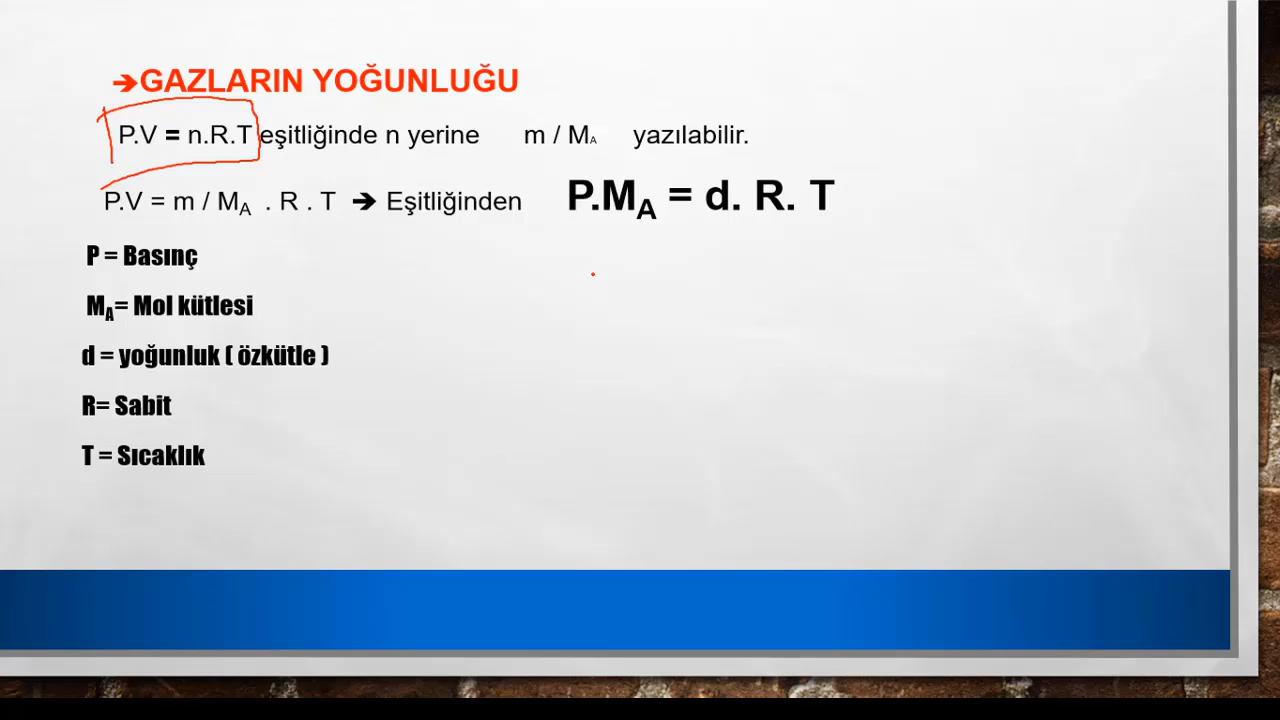 ➔GAZLARIN YOĞUNLUĞU
P.V = n.R.T eşitliğinde n yerine m / MA yazılabilir.
P.V = m / MA . R . T ➔ Eşitliğinden P.MA = d. R. T
P = Basınç
MA= Mol kütlesi
d = yoğunluk ( özkütle )
R= Sabit
T = Sıcaklık